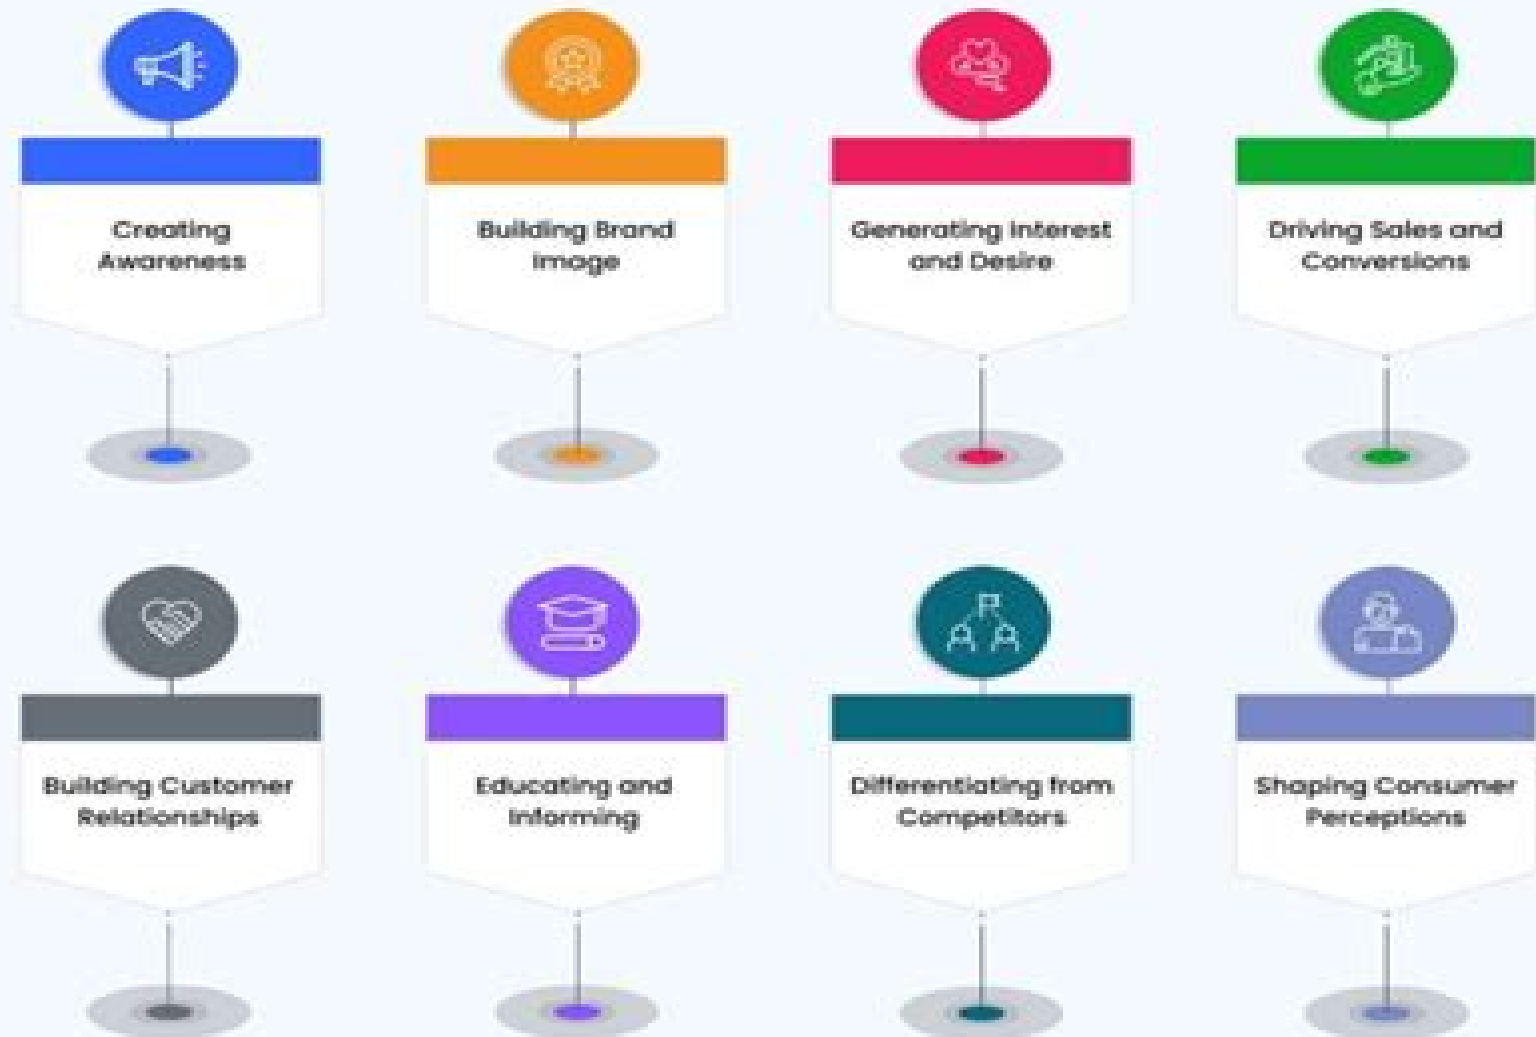 Creating
Awareness
Building Brand
Image
Generating Interest
and Desire
Driving Sales and
Conversions
Building Customer
Relationships
Educating and
Informing
Differentiating from
Competitors
Shaping Consumer
Perceptions